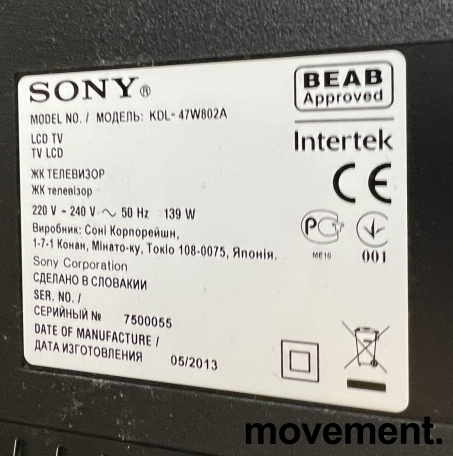 SONY®
BEAB
Approved
MODEL NO. / МОДЕЛЬ: KDL- 47W802A
LCD TV
TV LCD
Intertek
ЖК ТЕЛЕВИЗОР
ЖК телевізор
CE
220 V - 240 V ~ 50 Hz 139 W
Виробник: Соні Корпорейшн,
1-7-1 Конан, Мінато-ку, Токіо 108-0075, Японія.
Sony Corporation
ME10
001
СДЕЛАНО В СЛОВАКИИ
SER. NO. /
СЕРИЙНЫЙ № 7500055
DATE OF MANUFACTURE /
ДАТА ИЗГОТОВЛЕНИЯ 05/2013
movement.